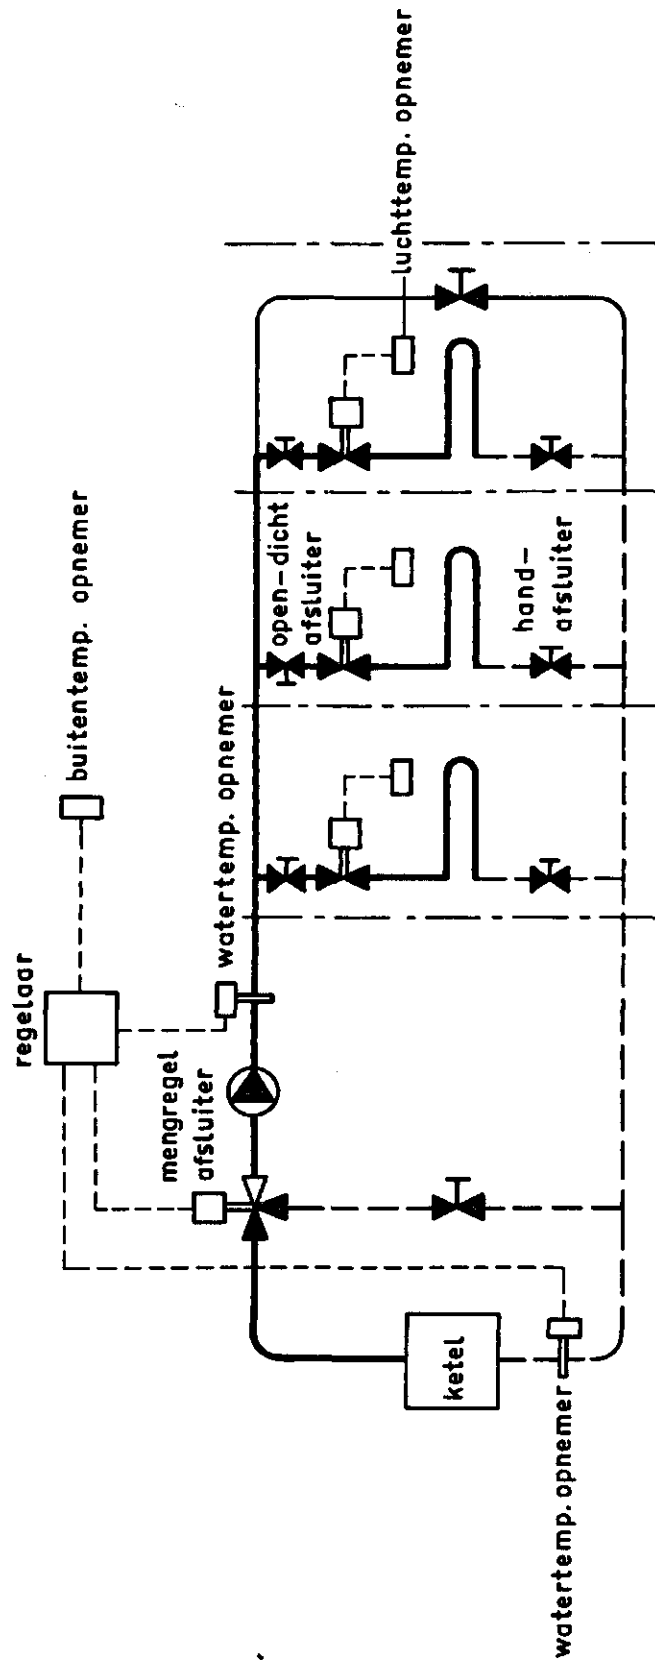 regelaar
buitentemp. opnemer
mengregel
afsluiter
watertemp. opnemer
open-dicht
afsluiter
luchttemp. opnemer
hand-
afsluiter
ketel
watertemp. opnemer